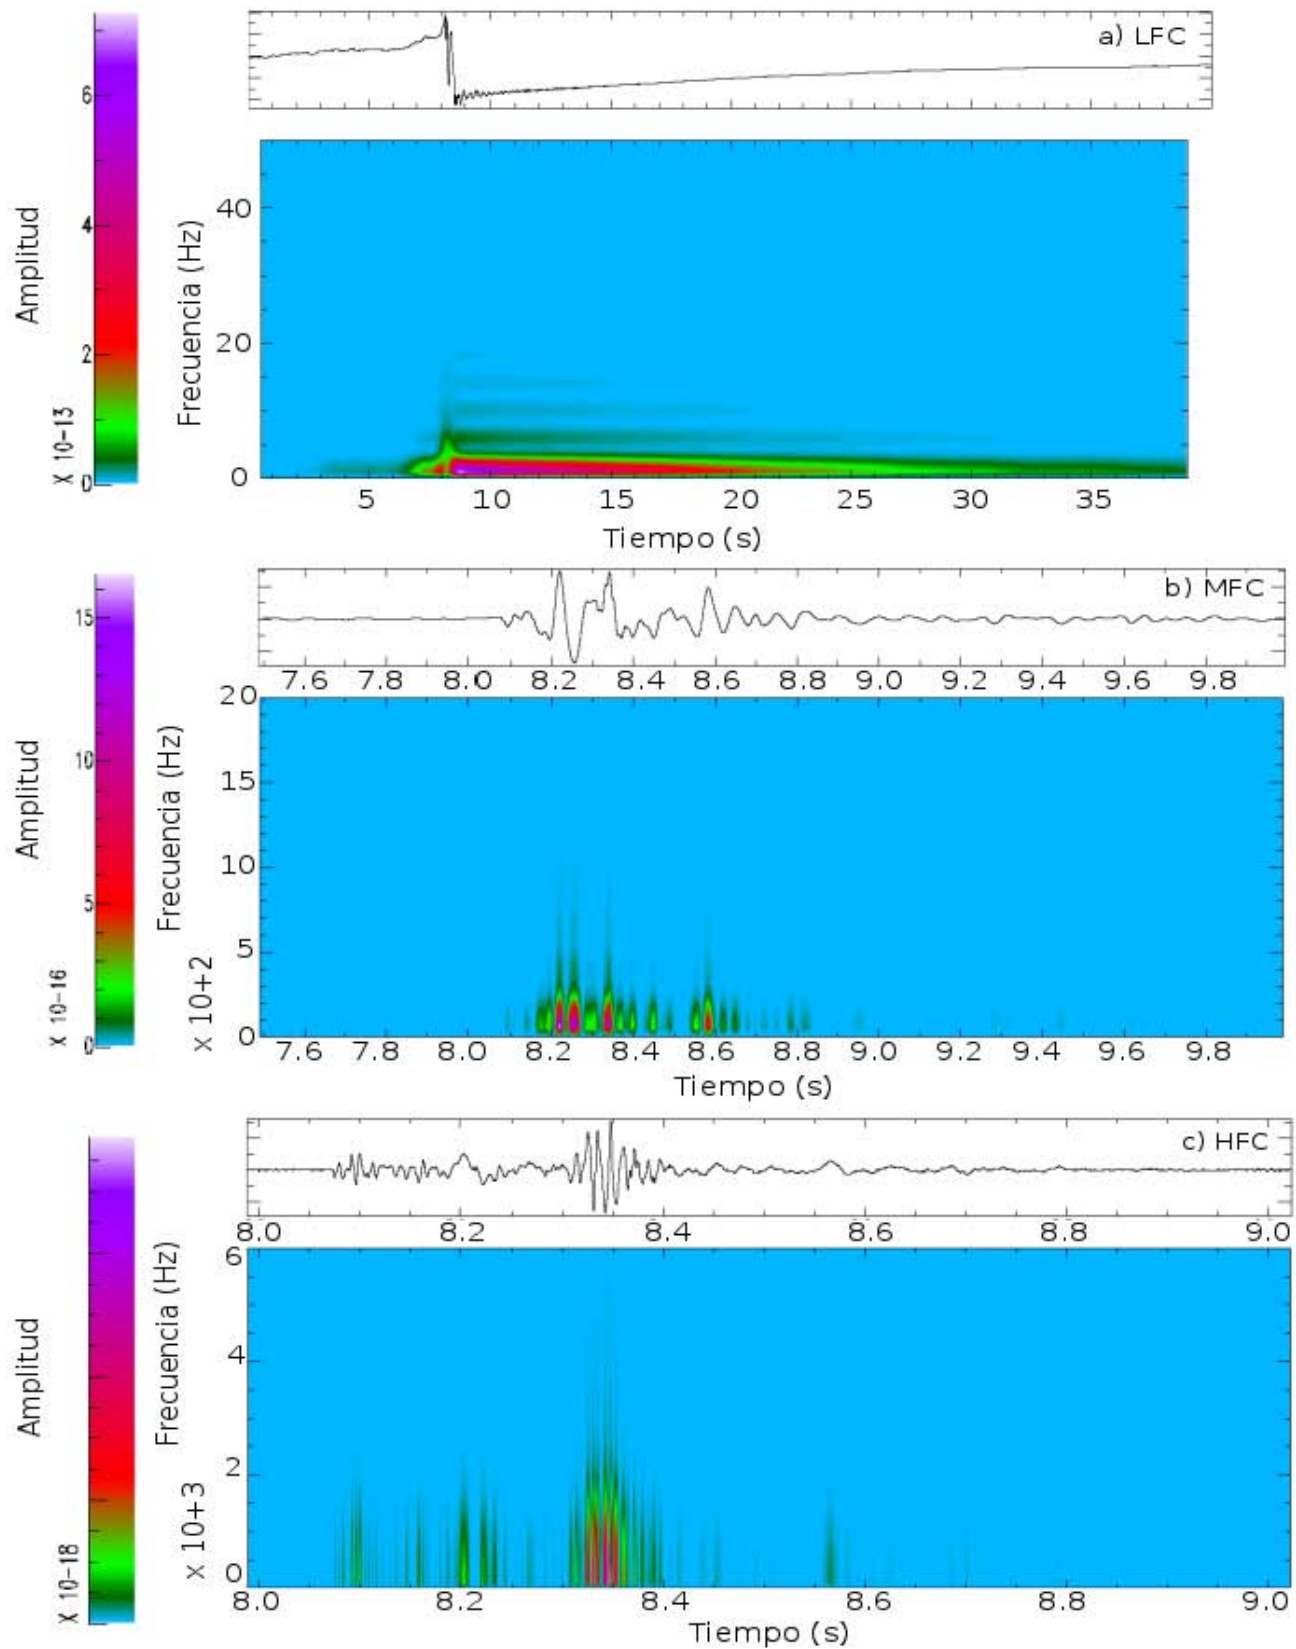 a) LFC
6
4
2
0
Amplitud
X 10-13
40
20
0
Frecuencia (Hz)
5 10 15 20 25 30 35
Tiempo (s)
b) MFC
7.6 7.8 8.0 8.2 8.4 8.6 8.8 9.0 9.2 9.4 9.6 9.8
15
10
5
0
Amplitud
X 10-16
20
15
10
5
0
Frecuencia (Hz)
x 10+2
7.6 7.8 8.0 8.2 8.4 8.6 8.8 9.0 9.2 9.4 9.6 9.8
Tiempo (s)
c) HFC
8.0 8.2 8.4 8.6 8.8 9.0
Amplitud
X 10-18
6
4
2
0
Frecuencia (Hz)
x 10+3
8.0 8.2 8.4 8.6 8.8 9.0
Tiempo (s)